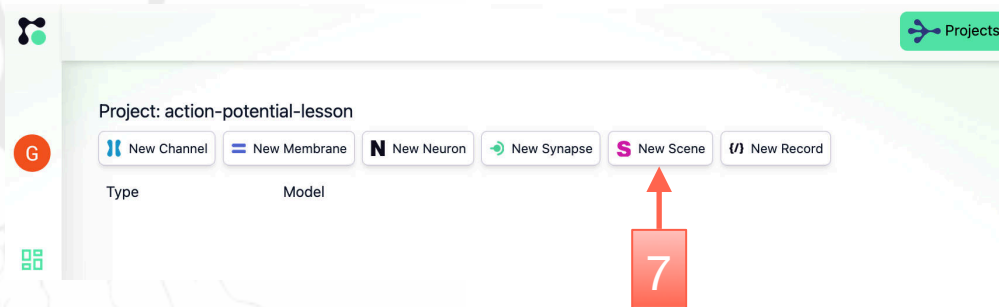 Projects
Project: action-potential-lesson
G
New Channel
New Membrane
N New Neuron
New Synapse
S New Scene
{/} New Record
Type Model
7